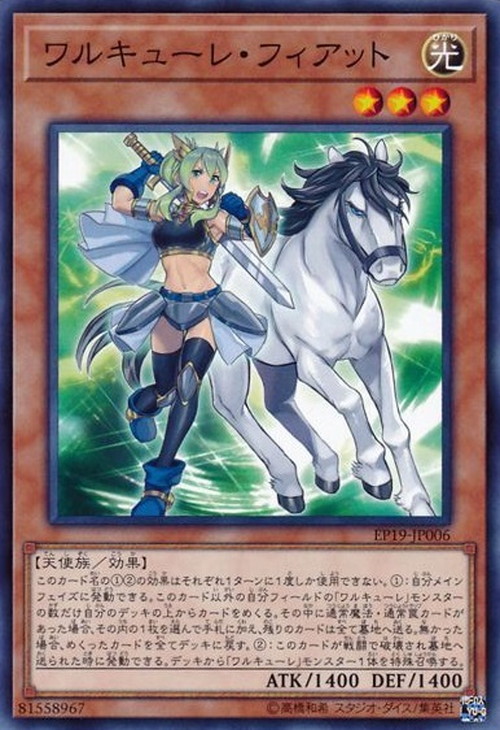 ワルキューレ・フィアット
光
EP19-JP006
【天使族/効果】
このカード名の①②の効果はそれぞれ1ターンに1度しか使用できない。①:自分メイン
フェイズに発動できる。このカード以外の自分フィールドの「ワルキューレ」モンスター
の数だけ自分のデッキの上からカードをめくる。その中に通常魔法・通常罠カードが
あった場合、その内の1枚を選んで手札に加え、残りのカードは全て墓地へ送る。無かった
場合、めくったカードを全てデッキに戻す。②:このカードが戦闘で破壊され墓地へ
送られた時に発動できる。デッキから「ワルキューレ」モンスター1体を特殊召喚する。
ATK/1400 DEF/1400
81558967
©高橋和希 スタジオ・ダイス/集英社